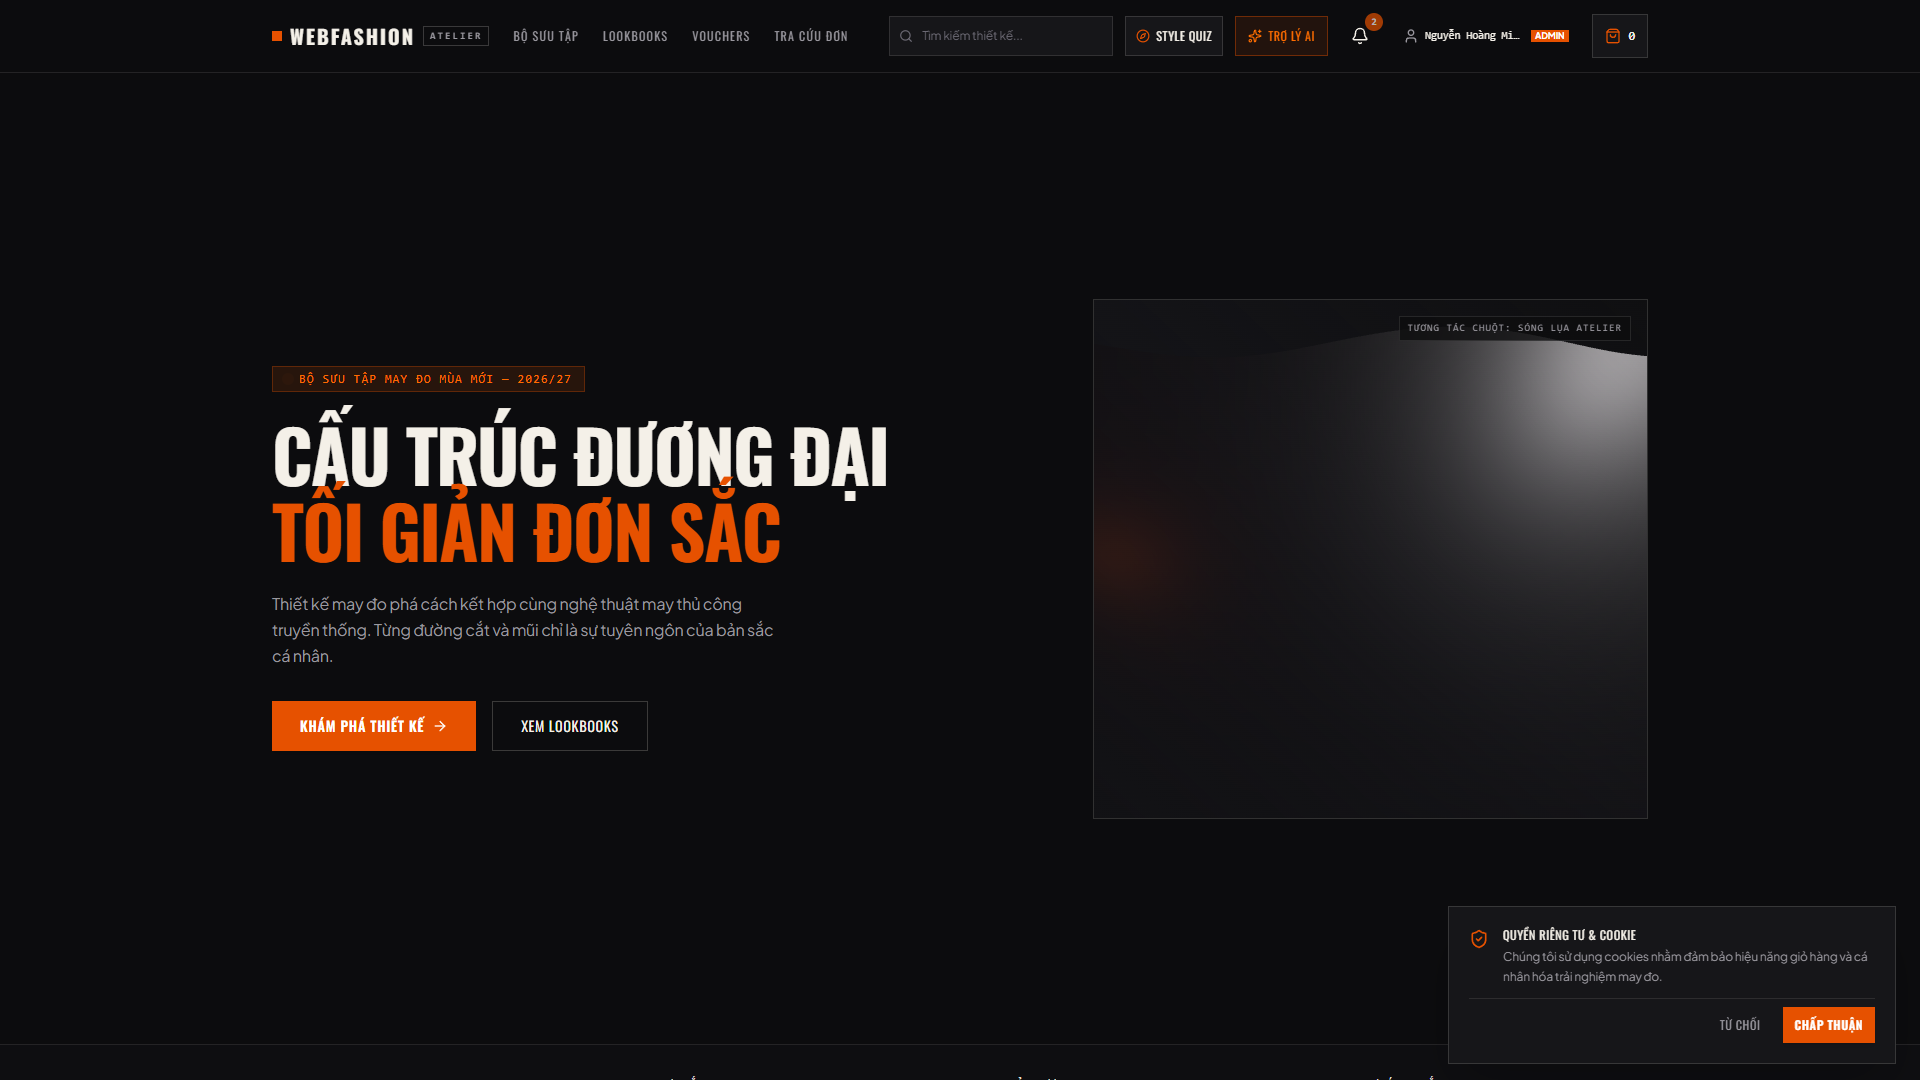 WEBFASHION ATELIER BỘ SƯU TẬP LOOKBOOKS VOUCHERS TRA CỨU ĐƠN Tìm kiếm thiết kế... STYLE QUIZ TRỢ LÝ AI 2 Nguyễn Hoàng Mi... ADMIN 0
TƯƠNG TÁC CHUỘT: SÓNG LỤA ATELIER
BỘ SƯU TẬP MAY ĐO MÙA MỚI — 2026/27
CẤU TRÚC ĐƯƠNG ĐẠI
TỐI GIẢN ĐƠN SẮC
Thiết kế may đo phá cách kết hợp cùng nghệ thuật may thủ công
truyền thống. Từng đường cắt và mũi chỉ là sự tuyên ngôn của bản sắc
cá nhân.
KHÁM PHÁ THIẾT KẾ → XEM LOOKBOOKS
QUYỀN RIÊNG TƯ & COOKIE
Chúng tôi sử dụng cookies nhằm đảm bảo hiệu năng giỏ hàng và cá
nhân hóa trải nghiệm may đo.
TỪ CHỐI CHẤP THUẬN